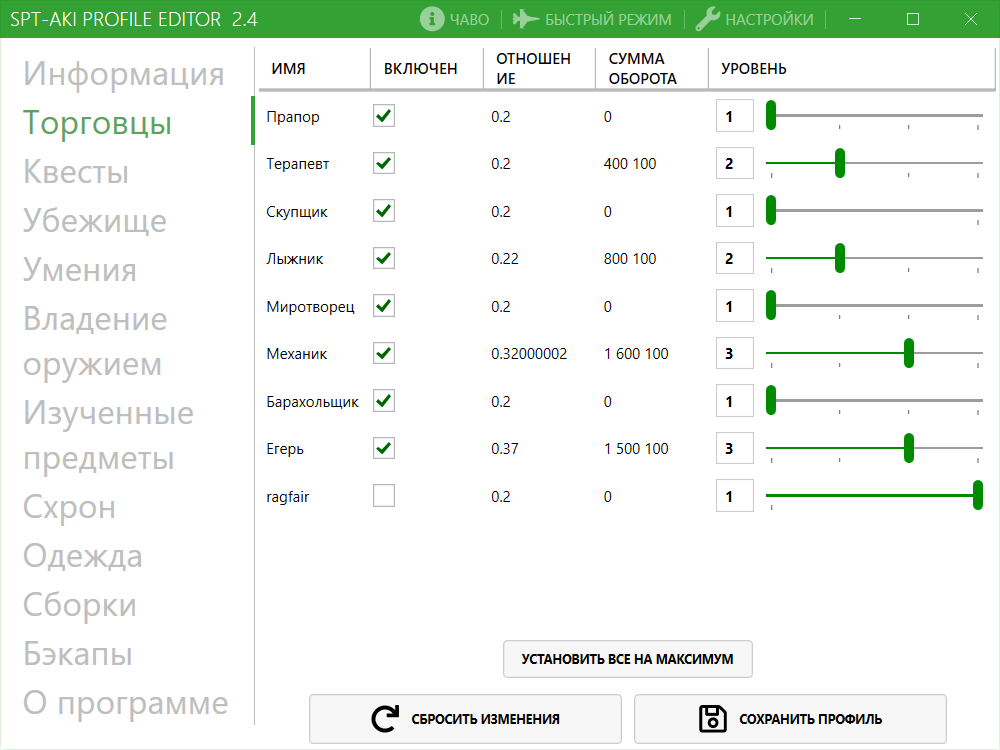 SPT-AKI PROFILE EDITOR 2.4
ЧАВО
БЫСТРЫЙ РЕЖИМ
НАСТРОЙКИ
Информация
Торговцы
Квесты
Убежище
Умения
Владение
оружием
Изученные
предметы
Схрон
Одежда
Сборки
Бэкапы
О программе
ИМЯ
ВКЛЮЧЕН
ОТНОШЕН
ИЕ
СУММА
ОБОРОТА
УРОВЕНЬ
Прапор 0.2 0 1
Терапевт 0.2 400 100 2
Скупщик 0.2 0 1
Лыжник 0.22 800 100 2
Миротворец 0.2 0 1
Механик 0.32000002 1 600 100 3
Барахольщик 0.2 0 1
Егерь 0.37 1 500 100 3
ragfair 0.2 0 1
УСТАНОВИТЬ ВСЕ НА МАКСИМУМ
СБРОСИТЬ ИЗМЕНЕНИЯ
СОХРАНИТЬ ПРОФИЛЬ